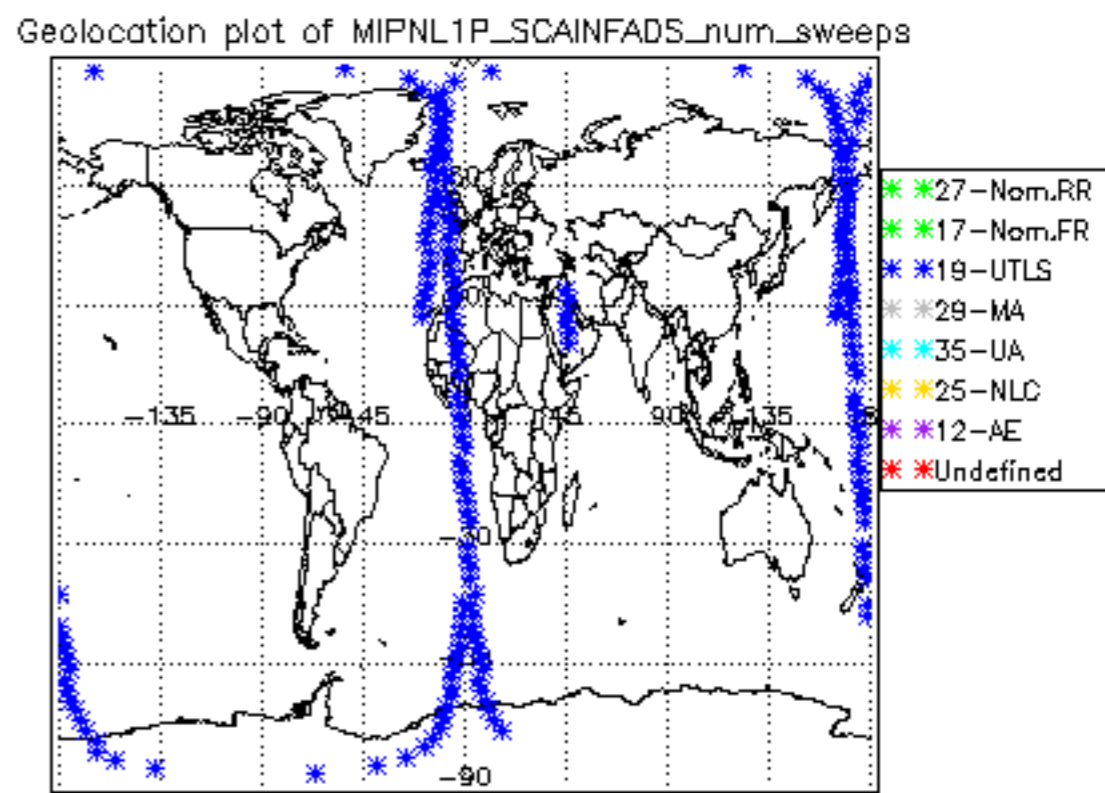 Geolocation plot of MIPNL1P_SCAINFADS_num_sweeps
27-Nom.RR
17-Nom.FR
19-UTLS
29-MA
35-UA
25-NLC
12-AE
Undefined
-135 -90 45 45 90 135
-90